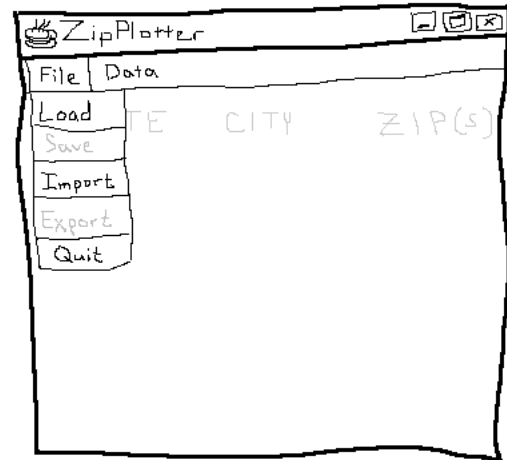 ZipPlotter
File Data
Load
TE CITY ZIP(s)
Save
Import
Export
Quit